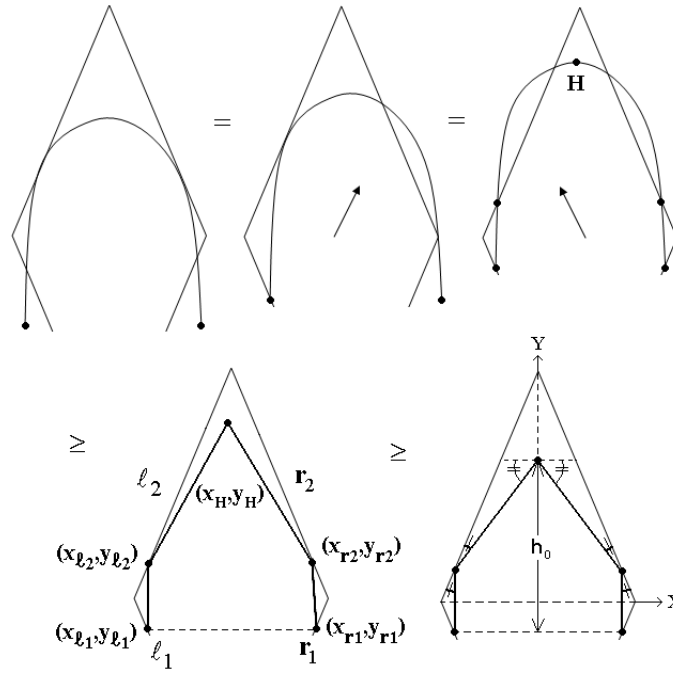 = =
H
Y
≥ ≥
ℓ2 r2
(xH,yH)
(xℓ2,yℓ2) (xr2,yr2)
h0
X
(xℓ1,yℓ1) (xr1,yr1)
ℓ1 r1